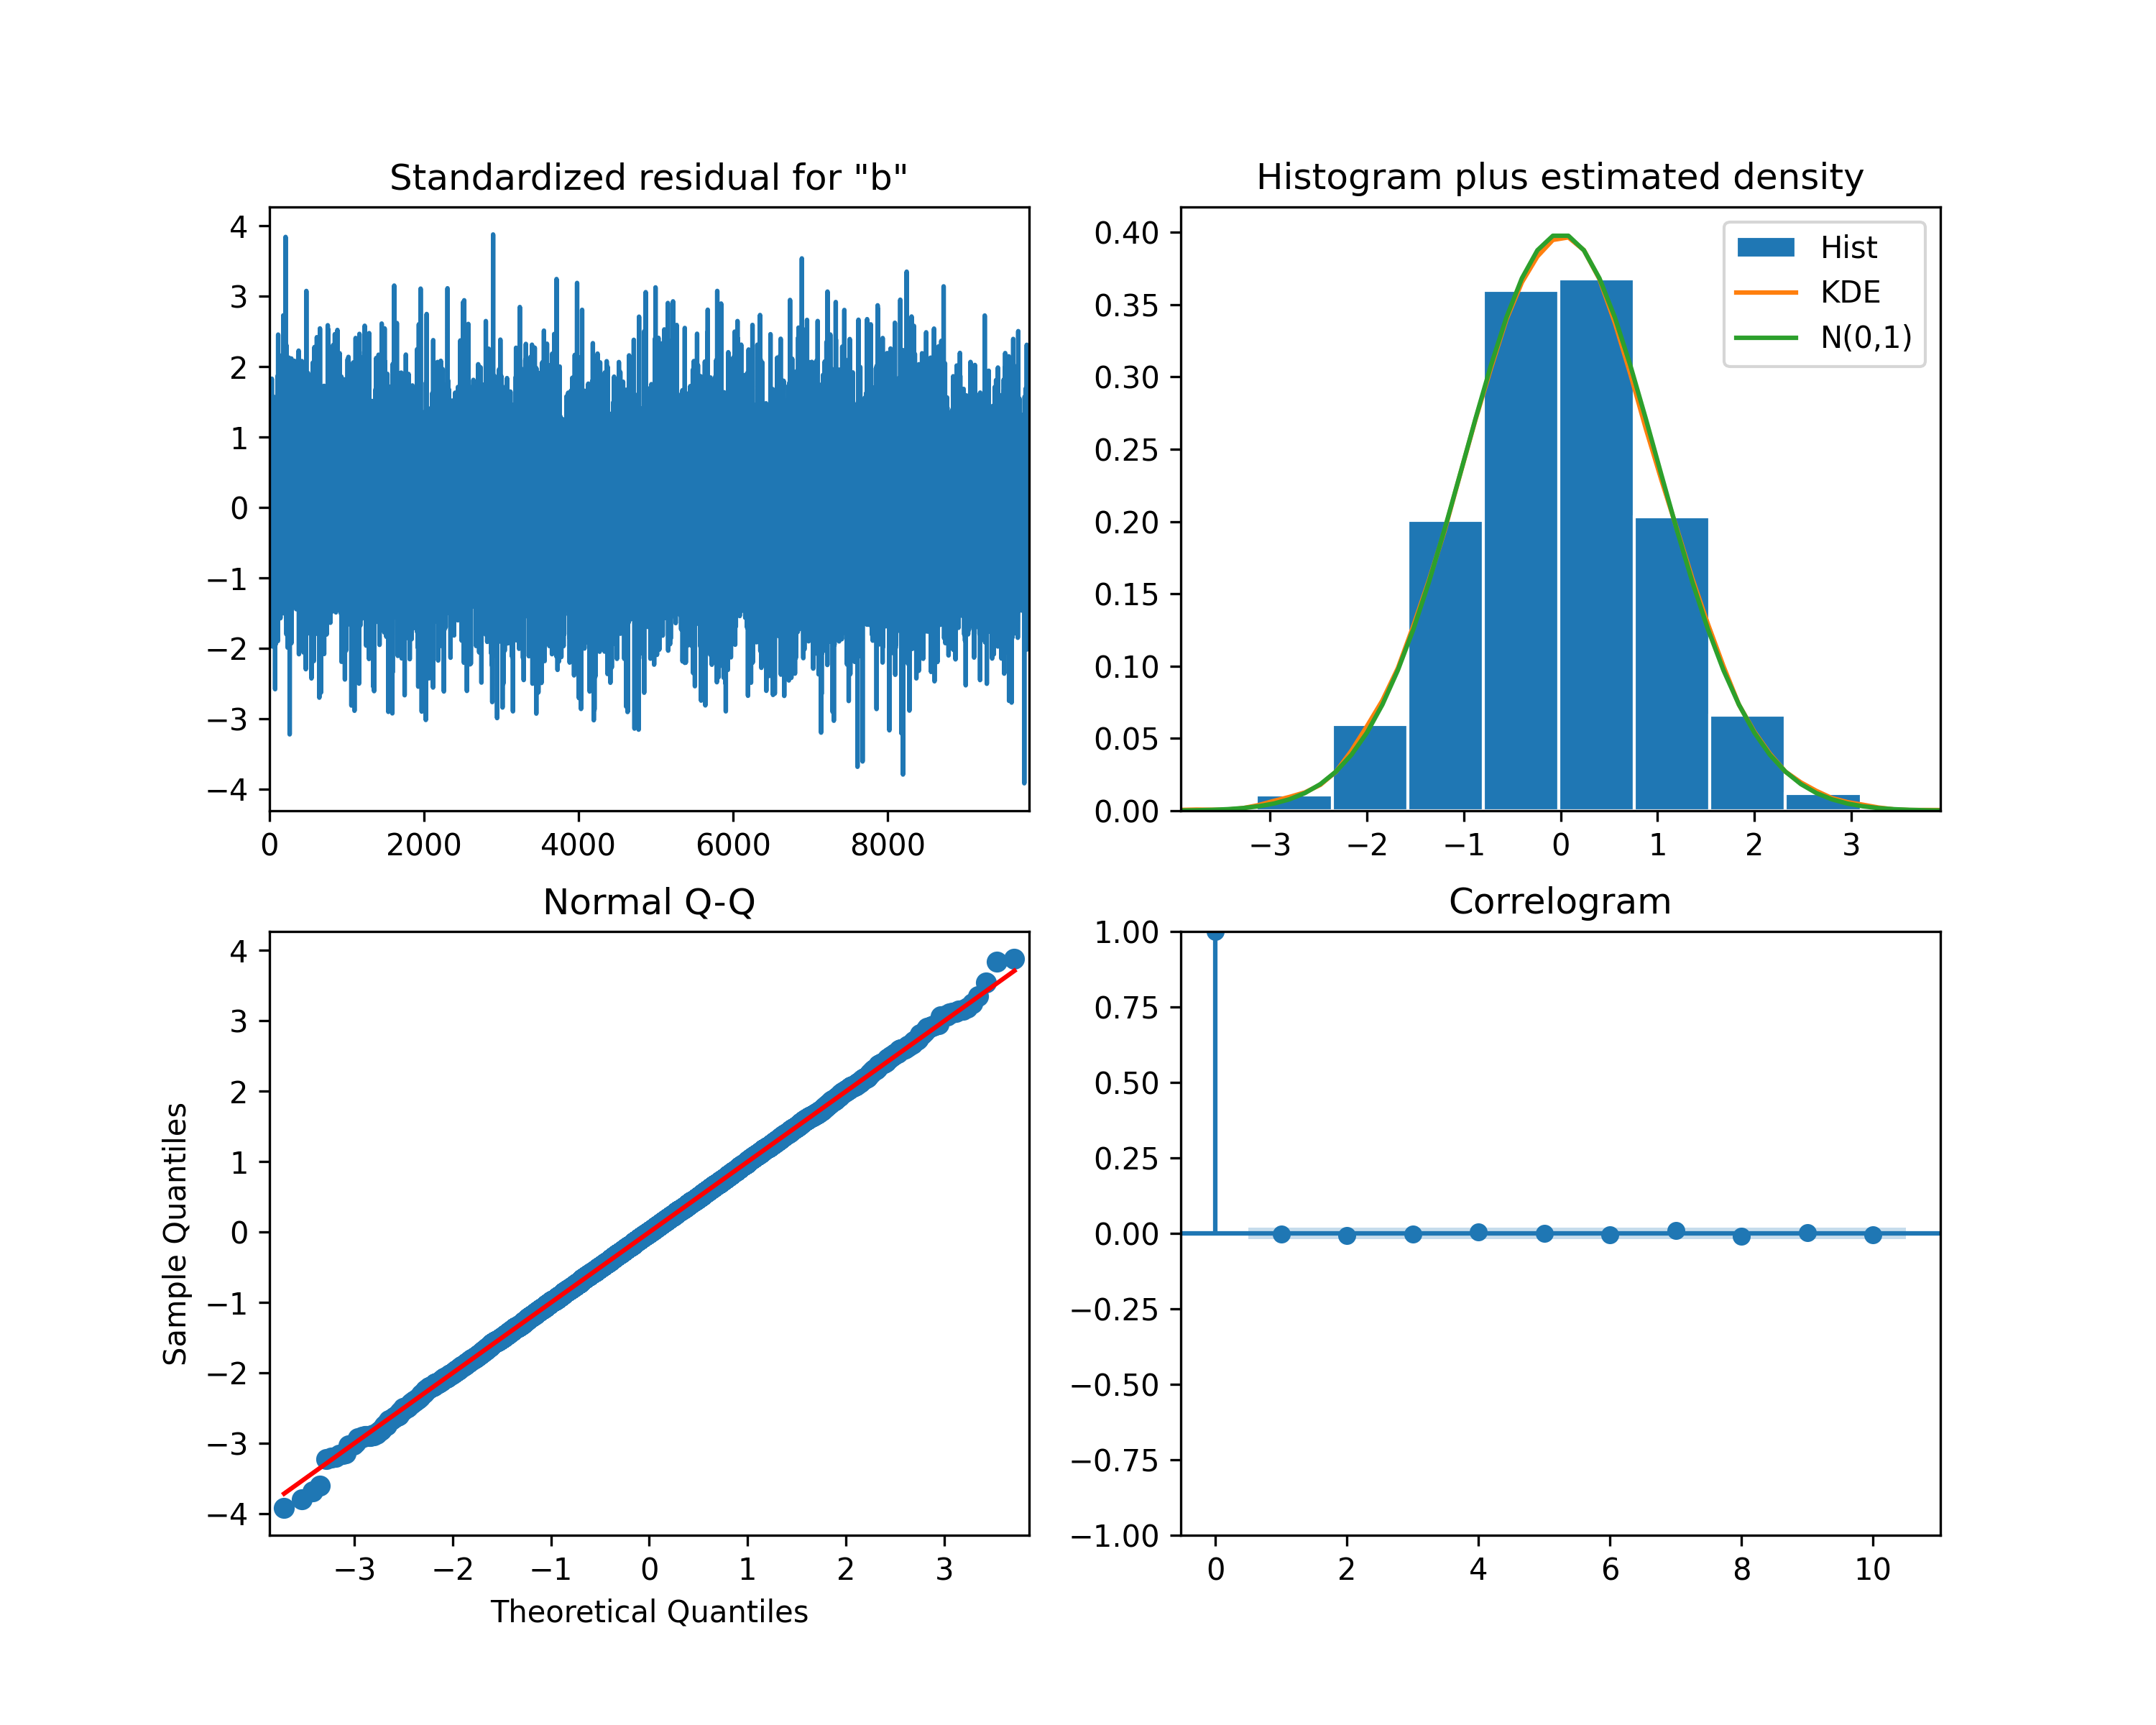 Standardized residual for "b"
4
3
2
1
0
−1
−2
−3
−4
0 2000 4000 6000 8000
Histogram plus estimated density
0.40
0.35
0.30
0.25
0.20
0.15
0.10
0.05
0.00
−3 −2 −1 0 1 2 3
Hist
KDE
N(0,1)
Normal Q-Q
Sample Quantiles
4
3
2
1
0
−1
−2
−3
−4
−3 −2 −1 0 1 2 3
Theoretical Quantiles
Correlogram
1.00
0.75
0.50
0.25
0.00
−0.25
−0.50
−0.75
−1.00
0 2 4 6 8 10